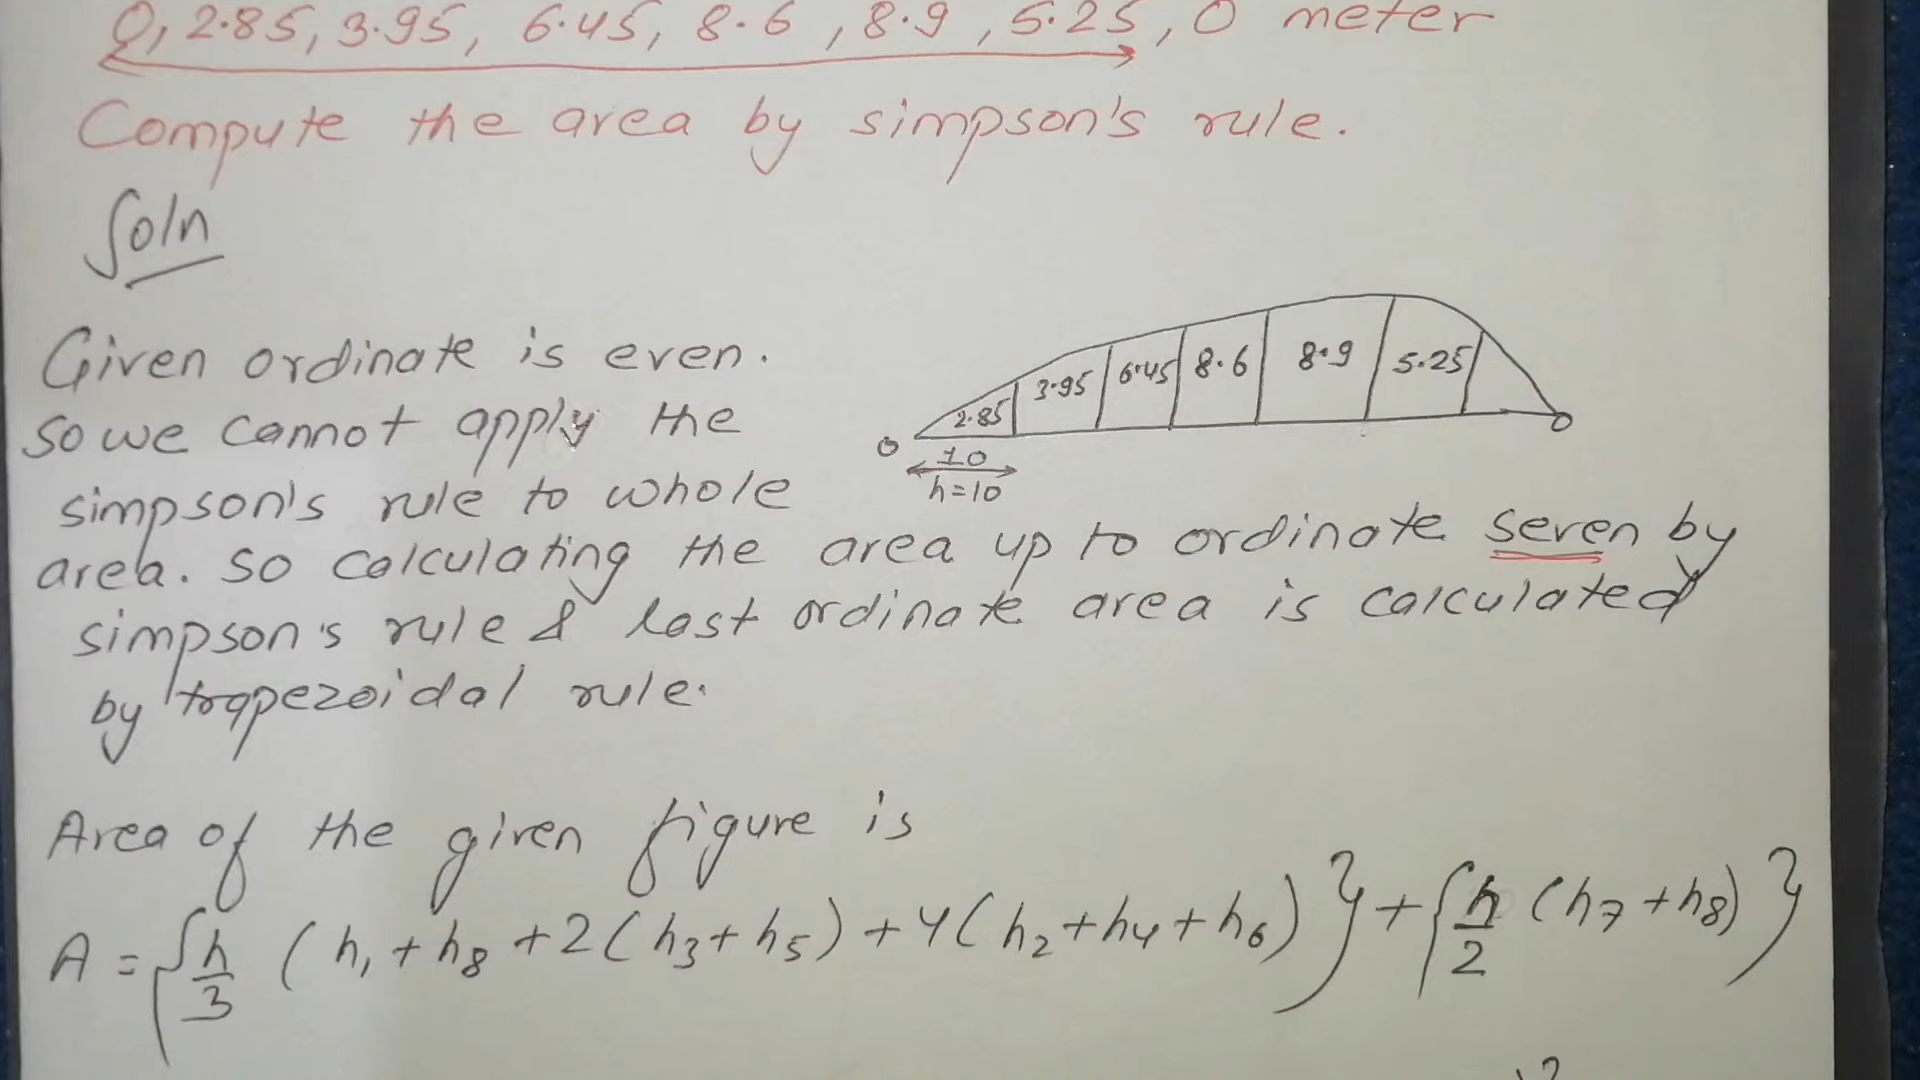 0, 2.85, 3.95, 6.45, 8.6, 8.9, 5.25, 0 meter
Compute the area by simpson's rule.
Soln
Given ordinate is even.
So we cannot apply the
simpson's rule to whole
area. So calculating the area up to ordinate seven by
simpson's rule & last ordinate area is calculated
by trapezoidal rule.
0 2.85 3.95 6.45 8.6 8.9 5.25 0
10
h=10
Area of the given figure is
A = {h/3 (h₁ + h₈ + 2(h₃ + h₅) + 4(h₂ + h₄ + h₆)} + {h/2 (h₇ + h₈)}